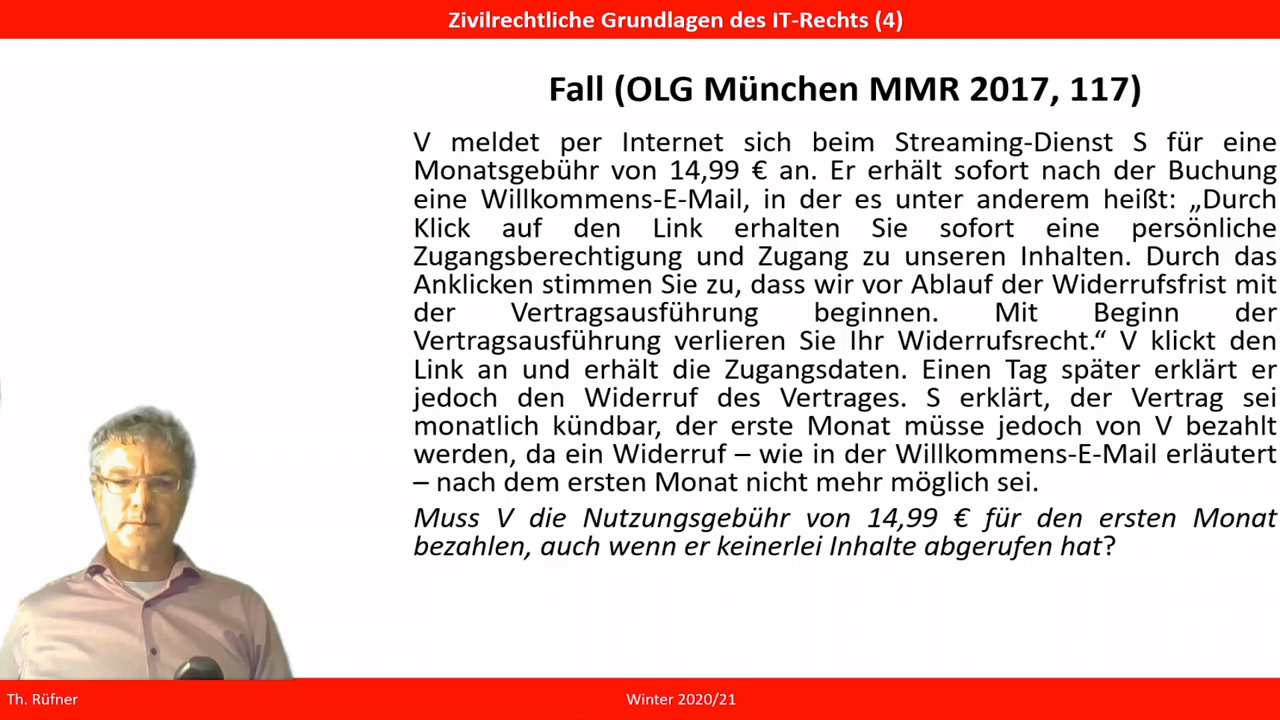 Zivilrechtliche Grundlagen des IT-Rechts (4)
Fall (OLG München MMR 2017, 117)
V meldet per Internet sich beim Streaming-Dienst S für eine
Monatsgebühr von 14,99 € an. Er erhält sofort nach der Buchung
eine Willkommens-E-Mail, in der es unter anderem heißt: „Durch
Klick auf den Link erhalten Sie sofort eine persönliche
Zugangsberechtigung und Zugang zu unseren Inhalten. Durch das
Anklicken stimmen Sie zu, dass wir vor Ablauf der Widerrufsfrist mit
der Vertragsausführung beginnen. Mit Beginn der
Vertragsausführung verlieren Sie Ihr Widerrufsrecht.“ V klickt den
Link an und erhält die Zugangsdaten. Einen Tag später erklärt er
jedoch den Widerruf des Vertrages. S erklärt, der Vertrag sei
monatlich kündbar, der erste Monat müsse jedoch von V bezahlt
werden, da ein Widerruf – wie in der Willkommens-E-Mail erläutert
– nach dem ersten Monat nicht mehr möglich sei.
Muss V die Nutzungsgebühr von 14,99 € für den ersten Monat
bezahlen, auch wenn er keinerlei Inhalte abgerufen hat?
Th. Rüfner
Winter 2020/21